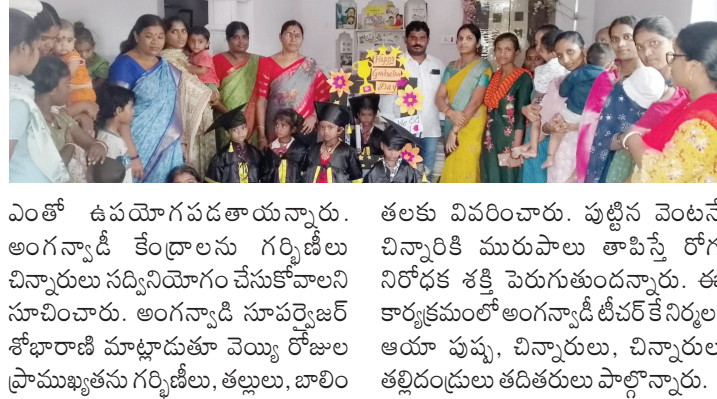 Happy
Graduation
Day
ఎంతో ఉపయోగపడతాయన్నారు.
అంగన్వాడీ కేంద్రాలను గర్భిణీలు
చిన్నారులు సద్వినియోగం చేసుకోవాలని
సూచించారు. అంగన్వాడి సూపర్వైజర్
శోభారాణి మాట్లాడుతూ వెయ్యి రోజుల
ప్రాముఖ్యతను గర్భిణీలు, తల్లులు, బాలిం
తలకు వివరించారు. పుట్టిన వెంటనే
చిన్నారికి మురుపాలు తాపిస్తే రోగ
నిరోధక శక్తి పెరుగుతుందన్నారు. ఈ
కార్యక్రమంలో అంగన్వాడీ టీచర్ కే నిర్మల
ఆయా పుష్ప, చిన్నారులు, చిన్నారుల
తల్లిదండ్రులు తదితరులు పాల్గొన్నారు.